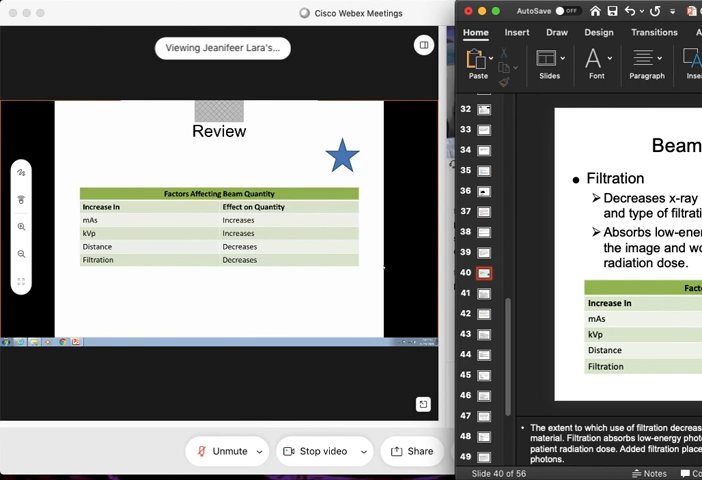 Cisco Webex Meetings
Viewing Jeanifeer Lara's...
Review
Factors Affecting Beam Quantity
Increase In Effect on Quantity
mAs Increases
kVp Increases
Distance Decreases
Filtration Decreases
Unmute
Stop video
Share
AutoSave OFF
Home Insert Draw Design Transitions A
Paste Slides Font Paragraph Inser
32
33
34
35
36
37
38
39
40
41
42
43
44
45
46
47
48
49
Beam
• Filtration
Decreases x-ray
and type of filtrati
Absorbs low-ener
the image and wo
radiation dose.
Facto
Increase In
mAs
kVp
Distance
Filtration
• The extent to which use of filtration decreas
material. Filtration absorbs low-energy phot
patient radiation dose. Added filtration place
photons.
Slide 40 of 56 Notes Co